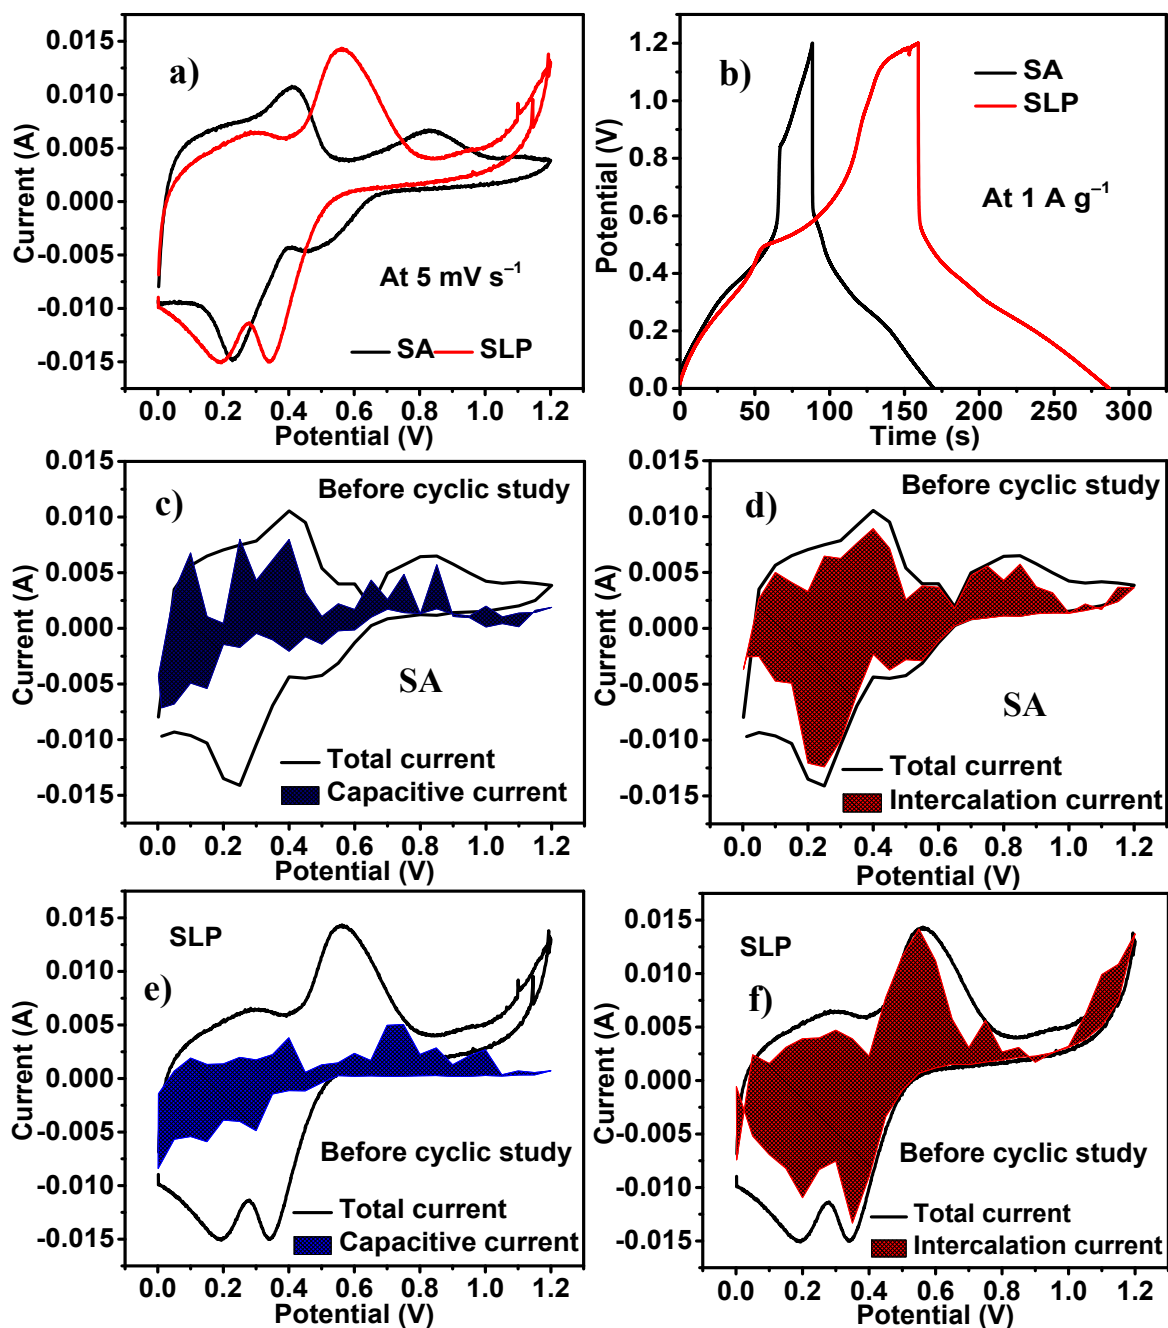 a)
0.015
0.010
0.005
0.000
-0.005
-0.010
-0.015
Current (A)
At 5 mV s⁻¹
SA
SLP
0.0 0.2 0.4 0.6 0.8 1.0 1.2
Potential (V)
b)
1.2
1.0
0.8
0.6
0.4
0.2
0.0
Potential (V)
SA
SLP
At 1 A g⁻¹
0 50 100 150 200 250 300
Time (s)
c)
Before cyclic study
0.015
0.010
0.005
0.000
-0.005
-0.010
-0.015
Current (A)
SA
Total current
Capacitive current
0.0 0.2 0.4 0.6 0.8 1.0 1.2
Potential (V)
d)
Before cyclic study
0.015
0.010
0.005
0.000
-0.005
-0.010
-0.015
Current (A)
SA
Total current
Intercalation current
0.0 0.2 0.4 0.6 0.8 1.0 1.2
Potential (V)
SLP
e)
0.015
0.010
0.005
0.000
-0.005
-0.010
-0.015
Current (A)
Before cyclic study
Total current
Capacitive current
0.0 0.2 0.4 0.6 0.8 1.0 1.2
Potential (V)
SLP
f)
0.015
0.010
0.005
0.000
-0.005
-0.010
-0.015
Current (A)
Before cyclic study
Total current
Intercalation current
0.0 0.2 0.4 0.6 0.8 1.0 1.2
Potential (V)